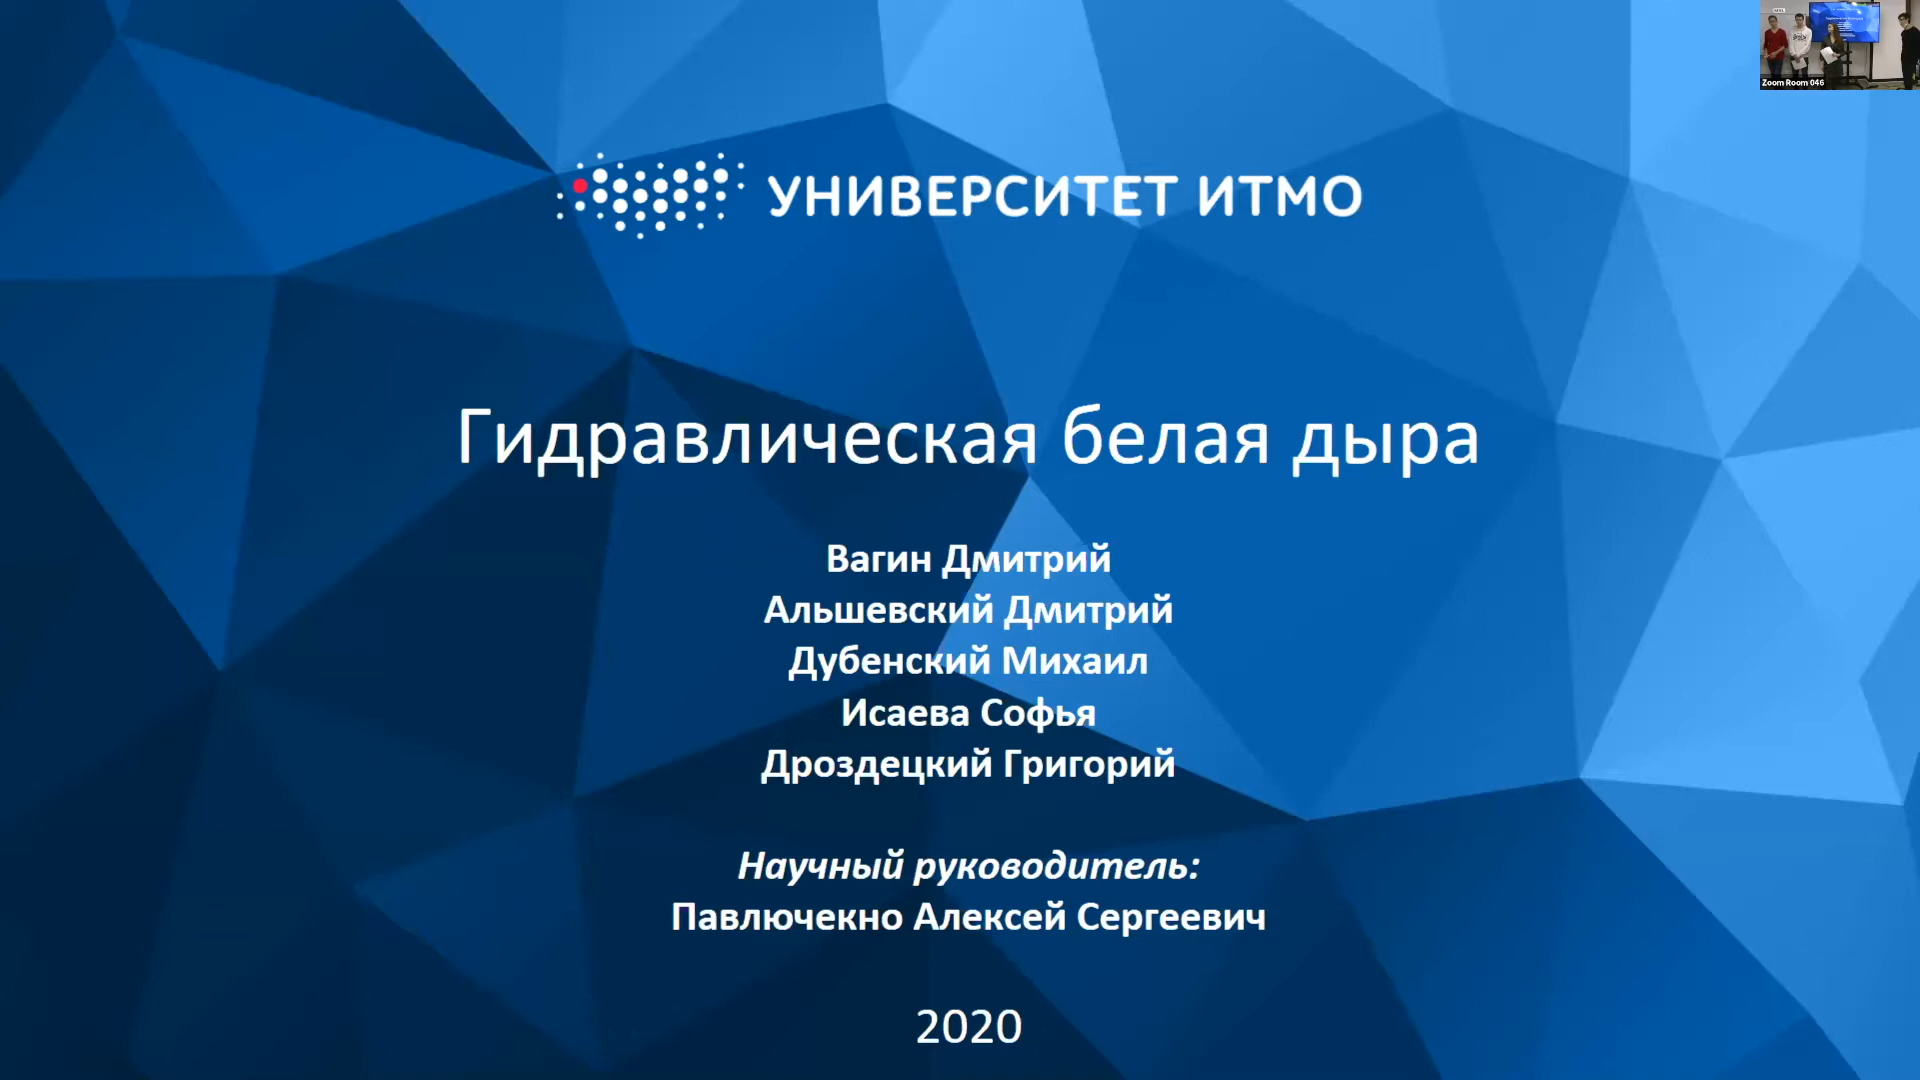 Zoom Room 046
УНИВЕРСИТЕТ ИТМО
Гидравлическая белая дыра
Вагин Дмитрий
Альшевский Дмитрий
Дубенский Михаил
Исаева Софья
Дроздецкий Григорий
Научный руководитель:
Павлючекно Алексей Сергеевич
2020